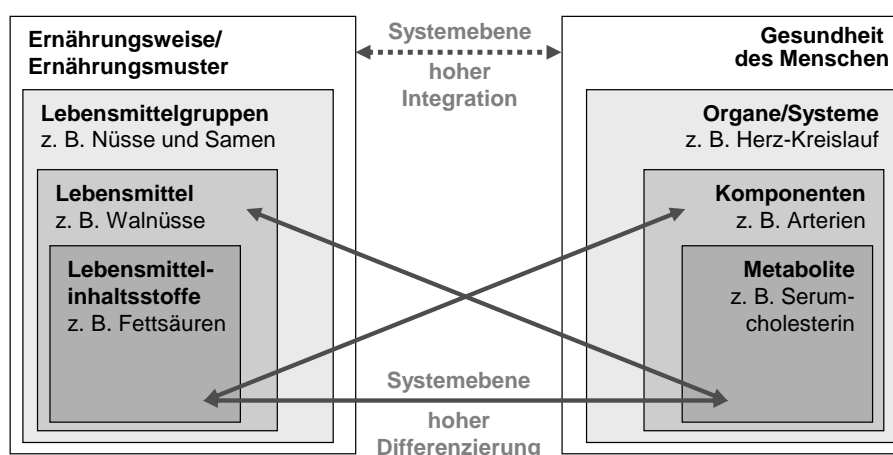 Ernährungsweise/
Ernährungsmuster
Lebensmittelgruppen
z. B. Nüsse und Samen
Lebensmittel
z. B. Walnüsse
Lebensmittel-
inhaltsstoffe
z. B. Fettsäuren
Systemebene
hoher
Integration
Systemebene
hoher
Differenzierung
Gesundheit
des Menschen
Organe/Systeme
z. B. Herz-Kreislauf
Komponenten
z. B. Arterien
Metabolite
z. B. Serum-
cholesterin